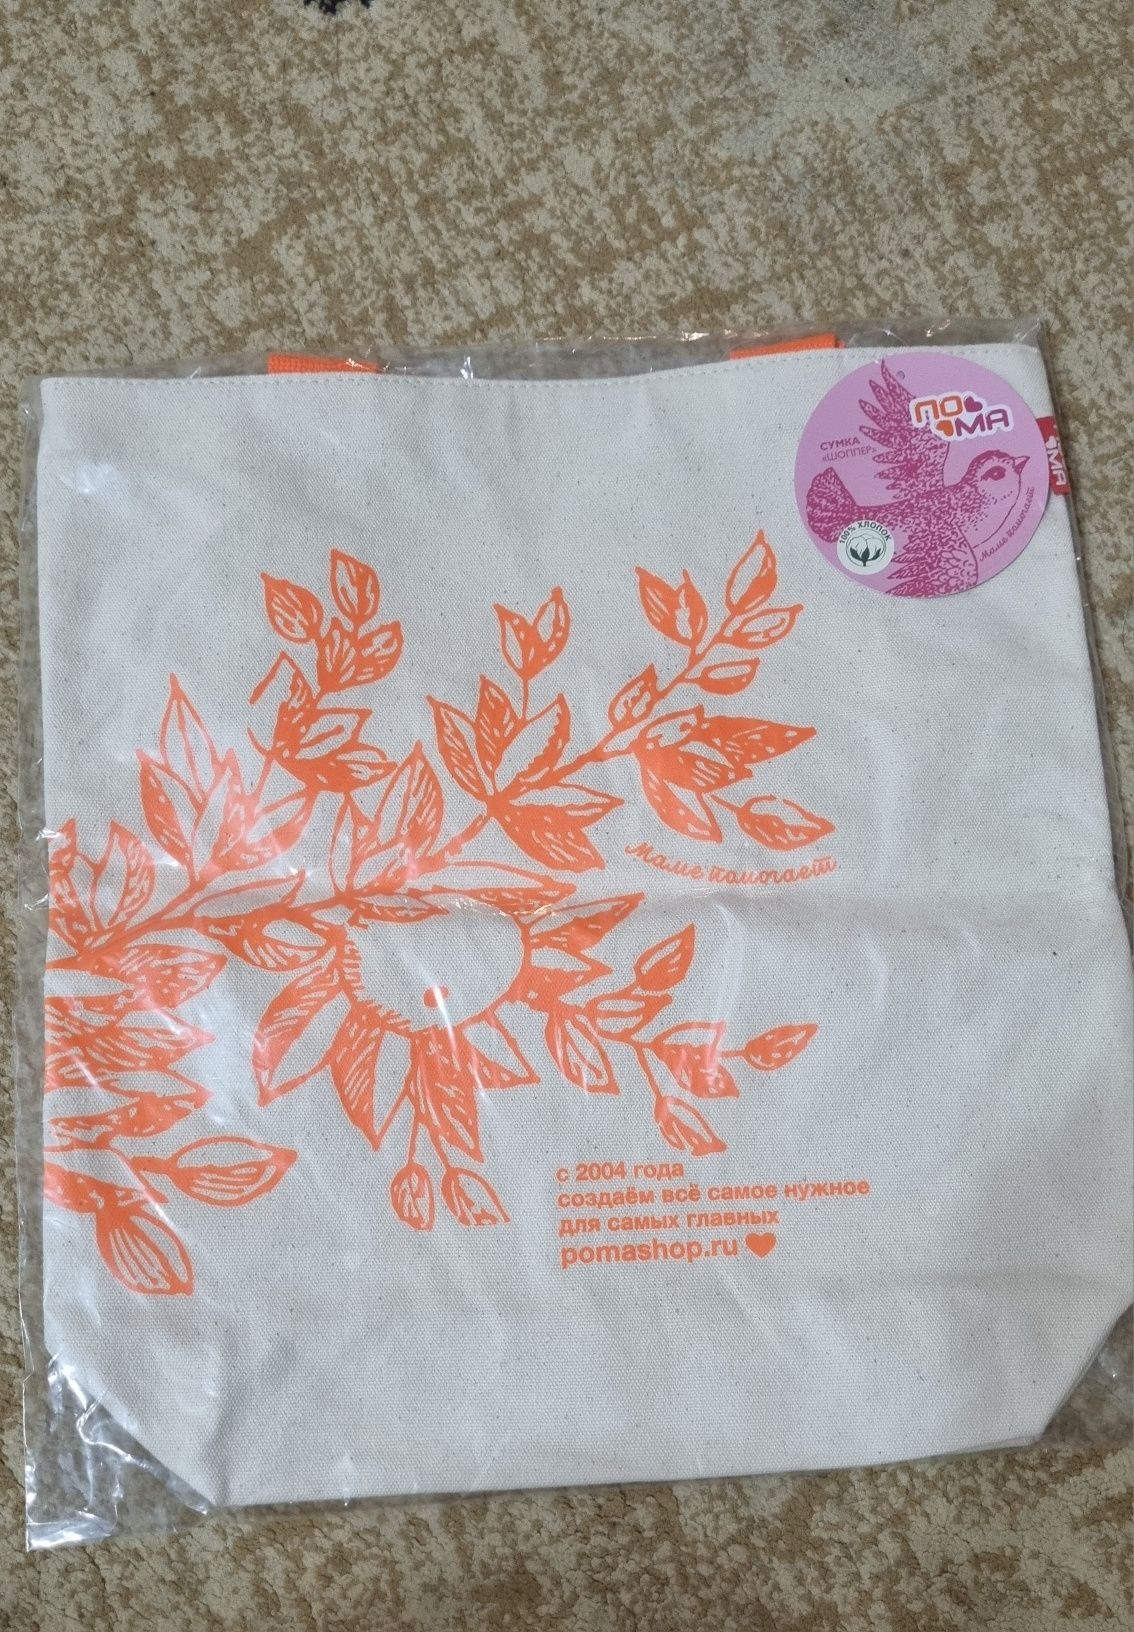 ПО
МА
СУМКА
«ШОППЕР»
100% ХЛОПОК
Маме помогает
МА
Маме помогает
с 2004 года
создаём всё самое нужное
для самых главных
pomashop.ru